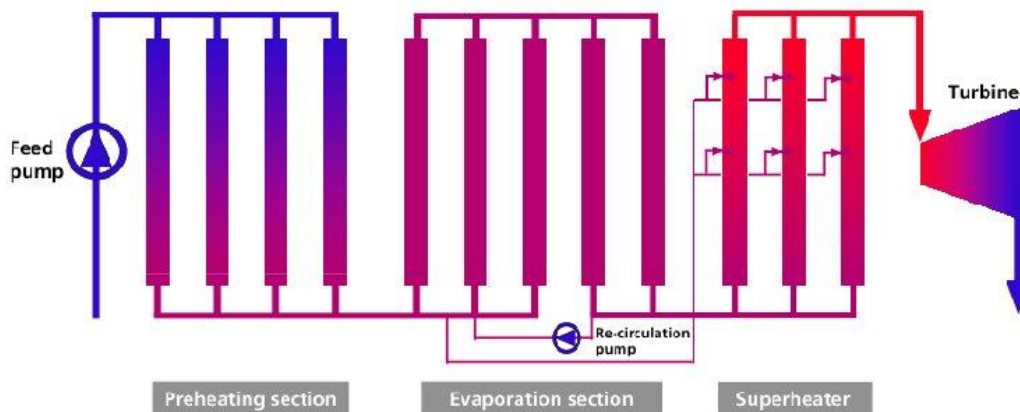 Feed
pump
Turbine
Re-circulation
pump
Preheating section
Evaporation section
Superheater